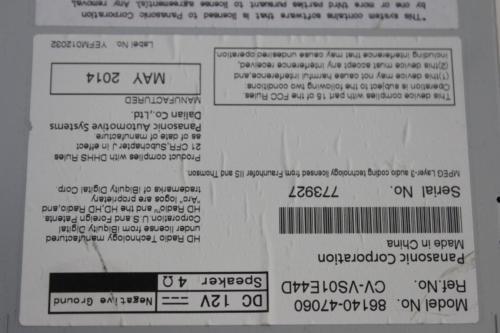 Model No. 86140-47060
Ref.No. CV-VS01E44D
Panasonic Corporation
Made in China
Serial No. 773927
MPEG Layer-3 audio coding technology licensed from Fraunhofer IIS and Thomson.
This device complies with part 15 of the FCC Rules
Operation is subject to the following two conditions
(1)this device may not cause harmful interference,and
(2)this device must accept any interference received,
including interference that may cause undesired operation
DC 12V
Negative Ground
Speaker 4 Ω
HD Radio Technology manufactured
under license from iBiquity Digital
Corporation U.S and Foreign Patents
HD Radio™ and the HD,HD Radio,and
"Arc" logos are proprietary
trademarks of iBiquity Digital Corp
Product complies with DHHS Rules
21 CFR,Subchapter J in effect
as of date of manufacture
Panasonic Automotive Systems
Dalian Co.,Ltd.
MANUFACTURED
MAY 2014
Label No. YEFM012032
*This system contains software that is licensed to Panasonic Corporation
by one or more third parties pursuant to license agreement(s). Any removal,